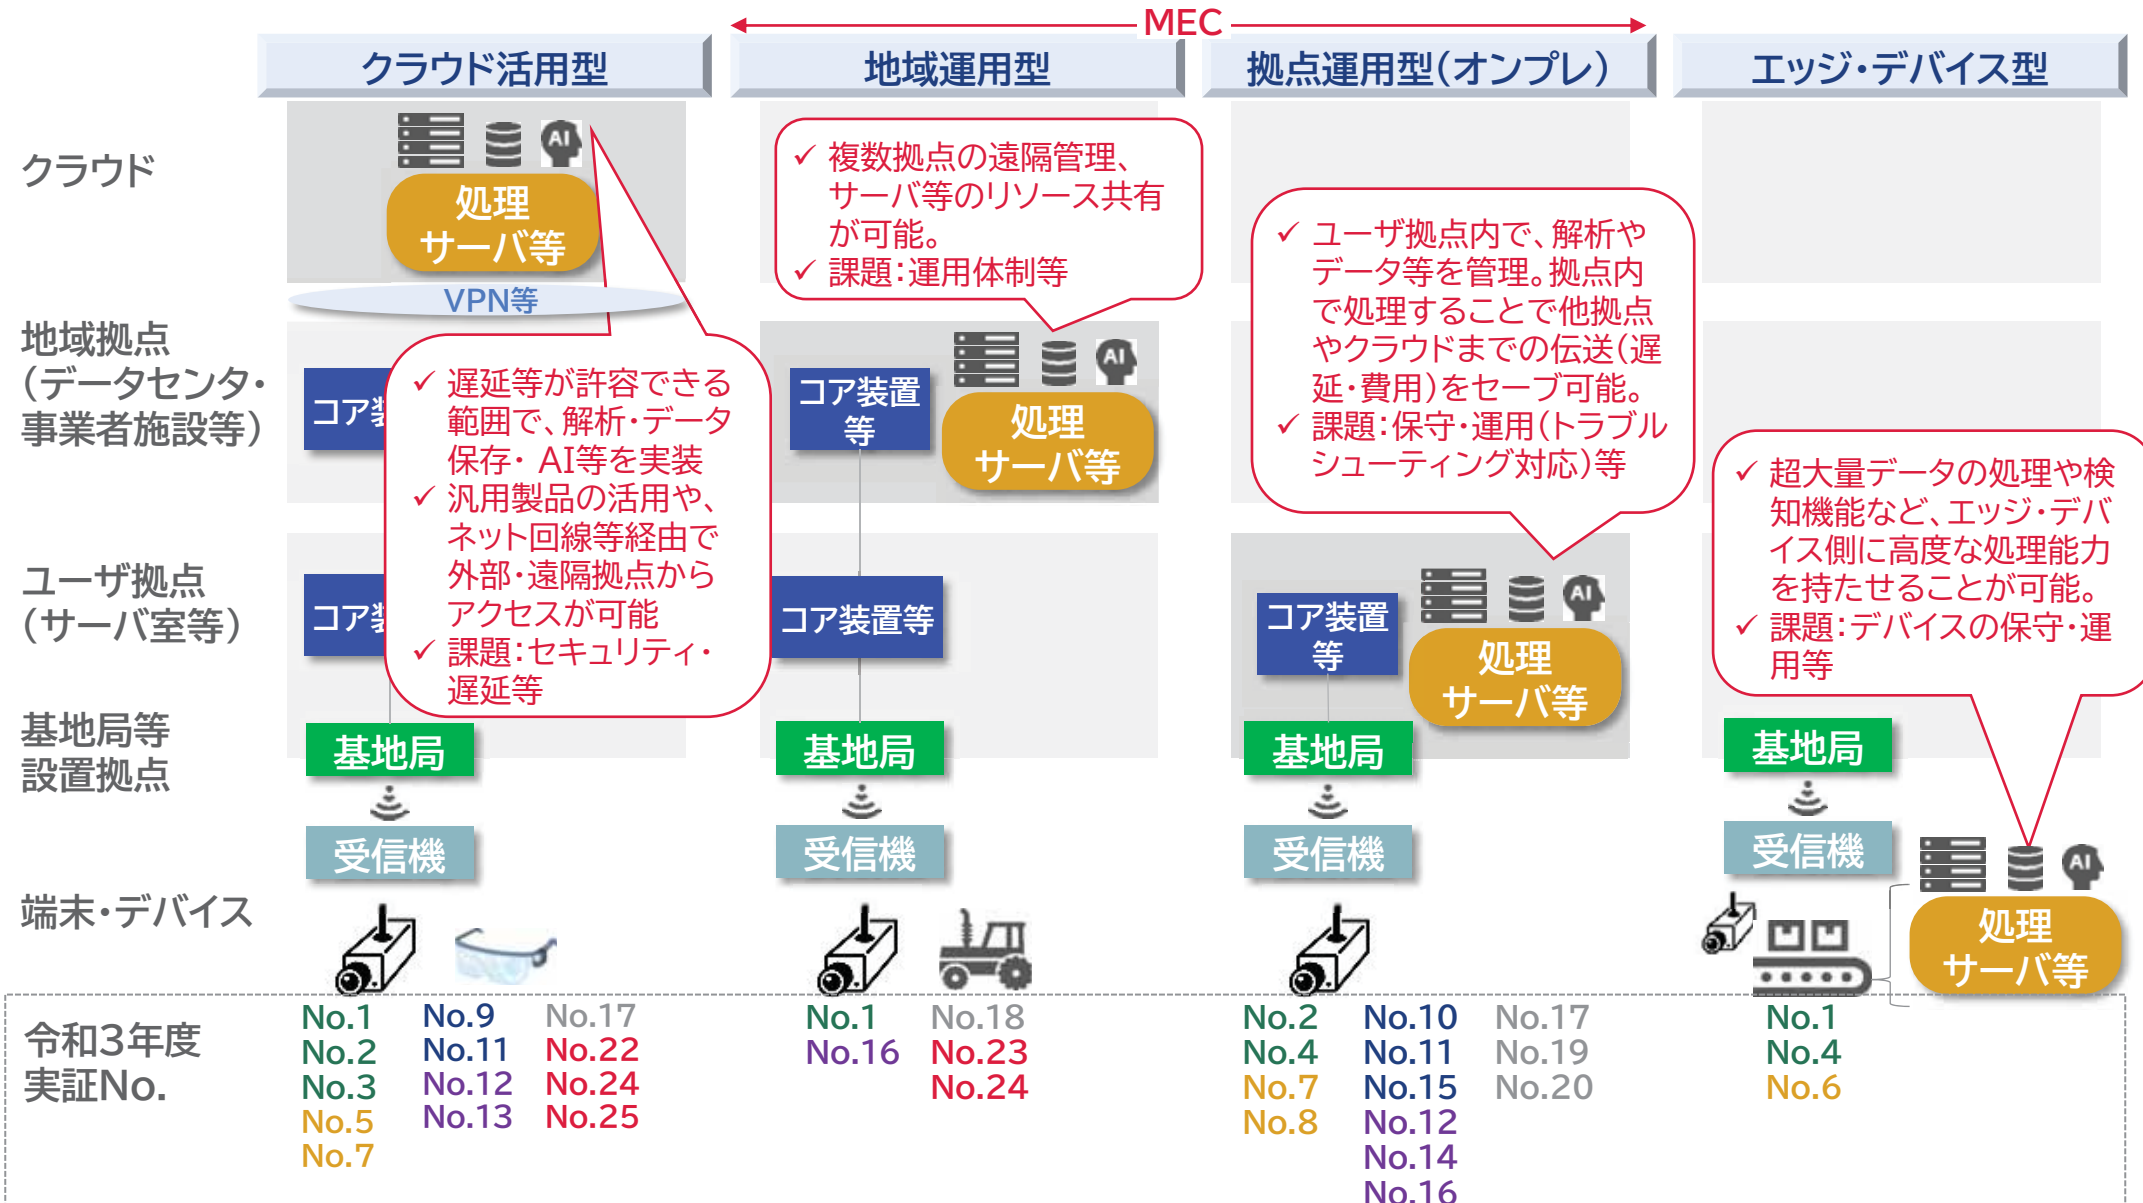 MEC
クラウド活用型
地域運用型
拠点運用型(オンプレ)
エッジ・デバイス型
クラウド
AI
処理
サーバ等
VPN等
✓ 複数拠点の遠隔管理、
サーバ等のリソース共有
が可能。
✓ 課題：運用体制等
✓ ユーザ拠点内で、解析や
データ等を管理。拠点内
で処理することで他拠点
やクラウドまでの伝送(遅
延・費用)をセーブ可能。
✓ 課題：保守・運用(トラブル
シューティング対応)等
地域拠点
(データセンタ・
事業者施設等)
コア装
✓ 遅延等が許容できる
範囲で、解析・データ
保存・ AI等を実装
✓ 汎用製品の活用や、
ネット回線等経由で
外部・遠隔拠点から
アクセスが可能
✓ 課題：セキュリティ・
遅延等
コア装置
等
AI
処理
サーバ等
✓ 超大量データの処理や検
知機能など、エッジ・デバ
イス側に高度な処理能力
を持たせることが可能。
✓ 課題：デバイスの保守・運
用等
ユーザ拠点
(サーバ室等)
コア装
コア装置等
コア装置
等
AI
処理
サーバ等
基地局等
設置拠点
基地局
基地局
基地局
基地局
受信機
受信機
受信機
受信機
AI
処理
サーバ等
端末・デバイス
令和3年度
実証No.
No.1
No.2
No.3
No.5
No.7
No.9
No.11
No.12
No.13
No.17
No.22
No.24
No.25
No.1
No.16
No.18
No.23
No.24
No.2
No.4
No.7
No.8
No.10
No.11
No.15
No.12
No.14
No.16
No.17
No.19
No.20
No.1
No.4
No.6